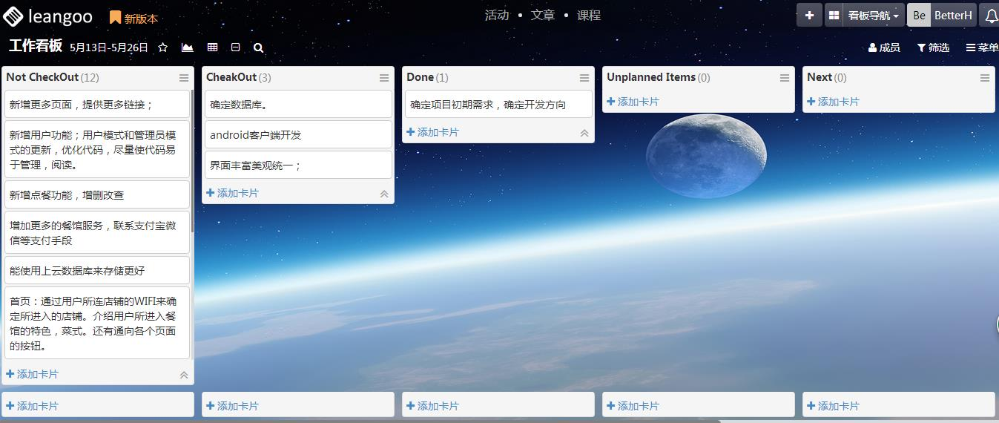 leangoo
新版本
活动 • 文章 • 课程
看板导航
Be BetterH
工作看板 5月13日-5月26日
成员 筛选 菜单
Not CheckOut (12)
新增更多页面，提供更多链接；
新增用户功能；用户模式和管理员模
式的更新，优化代码，尽量使代码易
于管理，阅读。
新增点餐功能，增删改查
增加更多的餐馆服务，联系支付宝微
信等支付手段
能使用上云数据库来存储更好
首页：通过用户所连店铺的WIFI来确
定所进入的店铺。介绍用户所进入餐
馆的特色，菜式。还有通向各个页面
的按钮。
添加卡片
CheakOut (3)
确定数据库。
android客户端开发
界面丰富美观统一；
添加卡片
Done (1)
确定项目初期需求，确定开发方向
添加卡片
Unplanned Items (0)
添加卡片
Next (0)
添加卡片
添加卡片
添加卡片
添加卡片
添加卡片
添加卡片